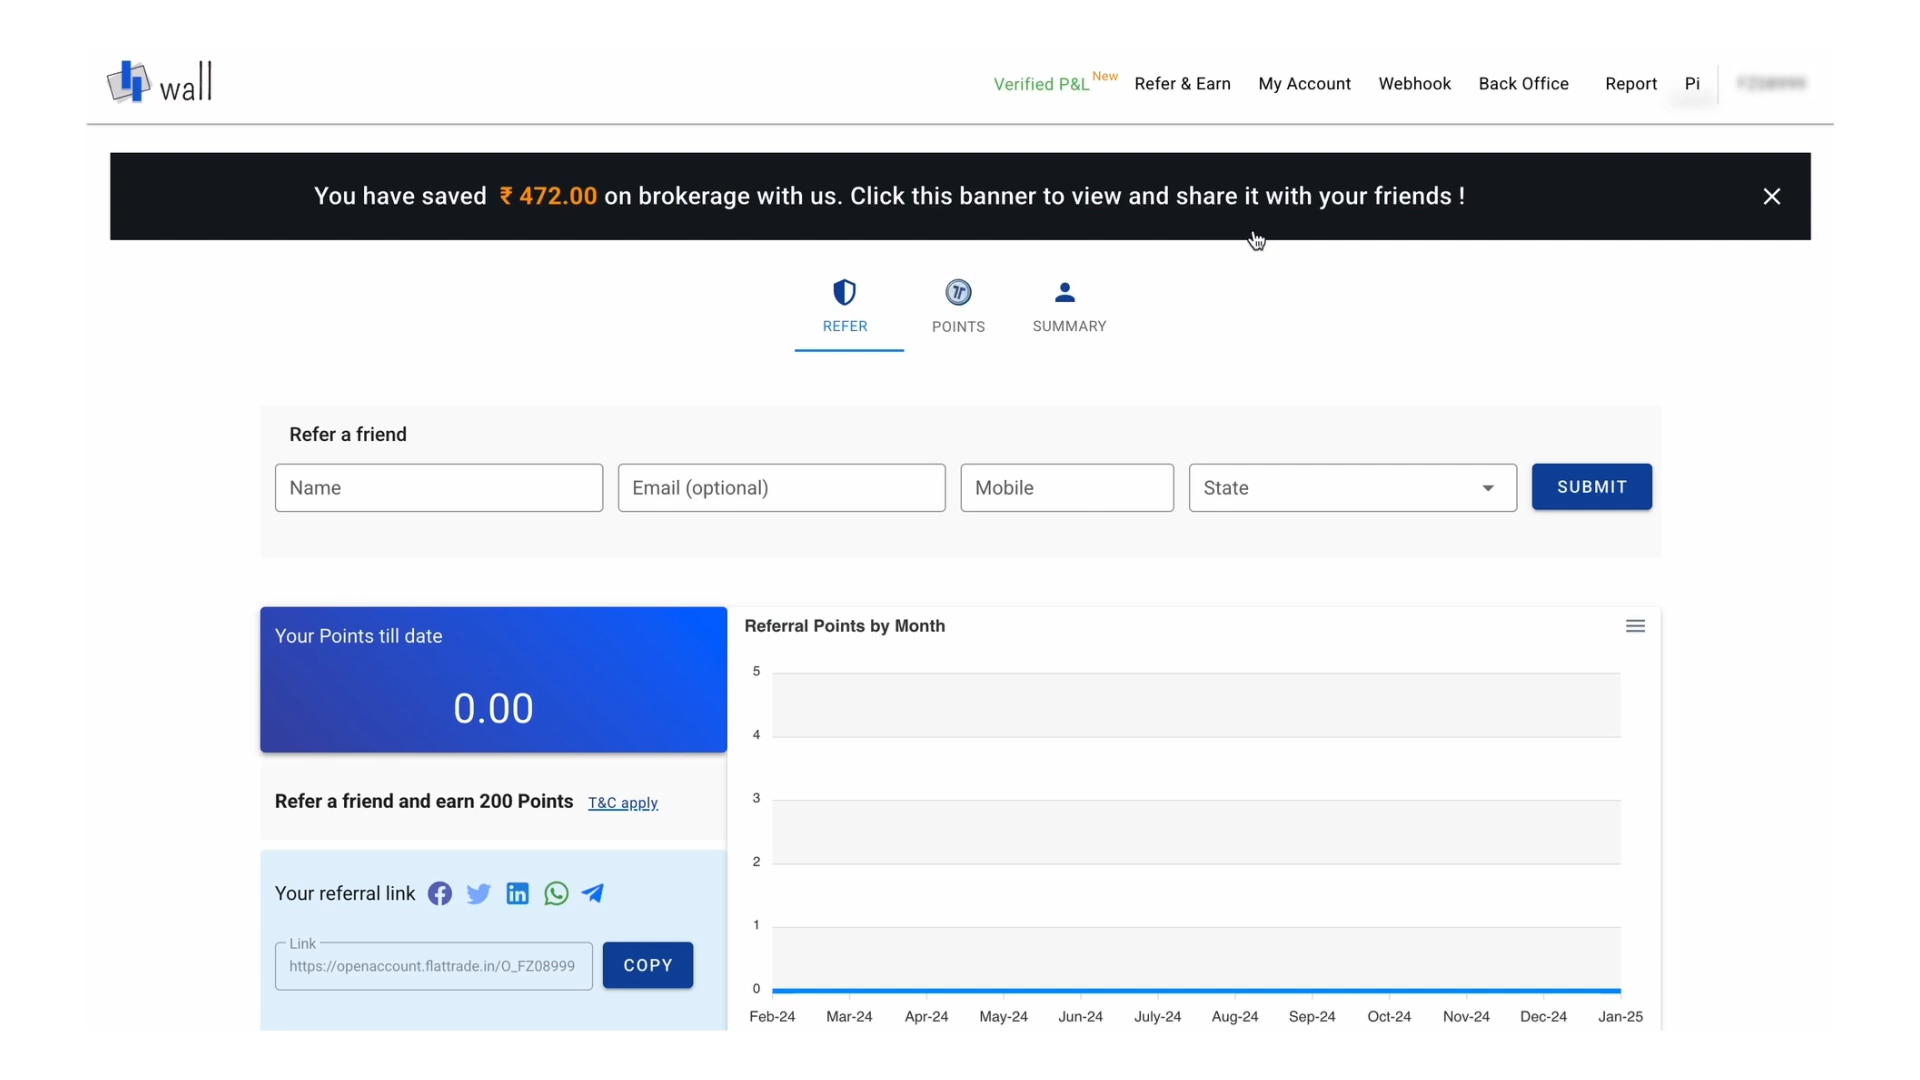 wall
Verified P&L New Refer & Earn My Account Webhook Back Office Report Pi
You have saved ₹ 472.00 on brokerage with us. Click this banner to view and share it with your friends !
REFER POINTS SUMMARY
Refer a friend
Name Email (optional) Mobile State SUBMIT
Your Points till date
0.00
Refer a friend and earn 200 Points T&C apply
Your referral link
Link
https://openaccount.flattrade.in/O_FZ08999 COPY
Referral Points by Month
5
4
3
2
1
0
Feb-24 Mar-24 Apr-24 May-24 Jun-24 July-24 Aug-24 Sep-24 Oct-24 Nov-24 Dec-24 Jan-25